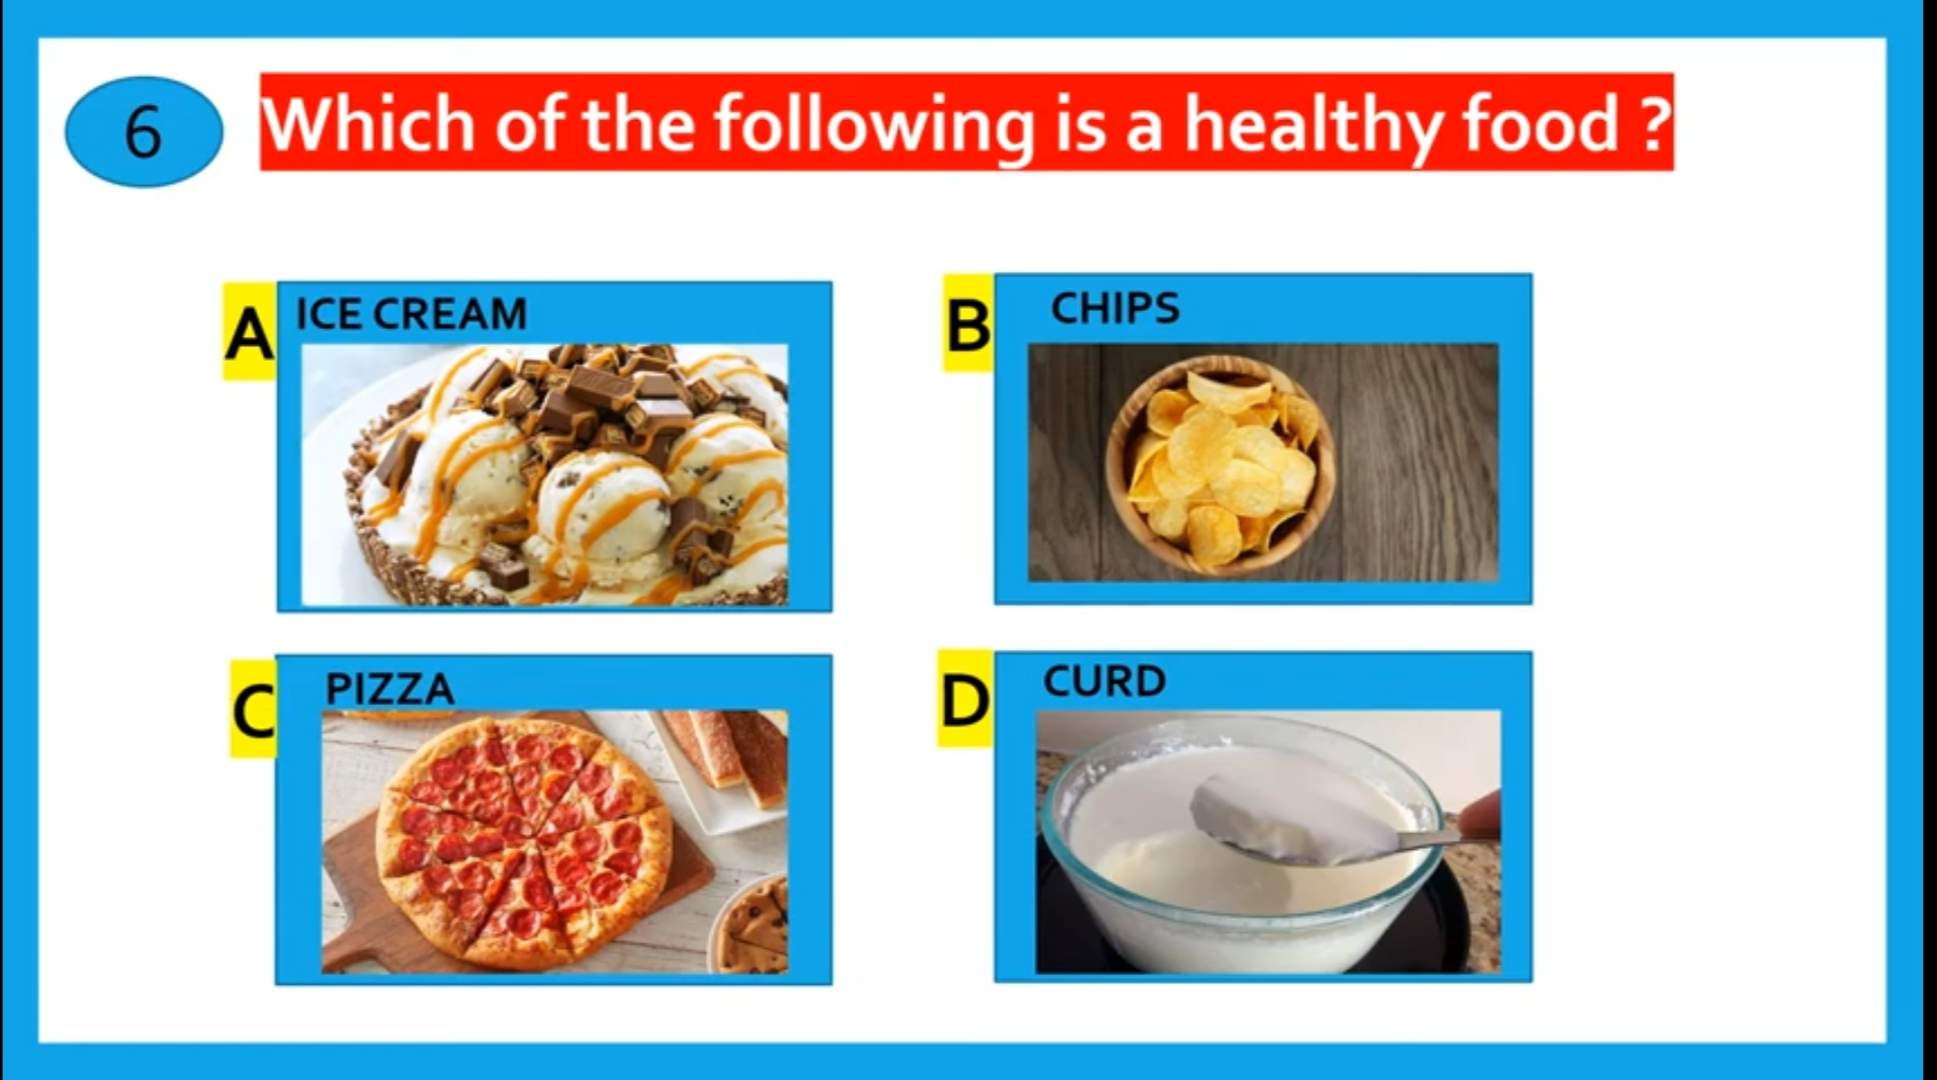 6
Which of the following is a healthy food ?
A
ICE CREAM
B
CHIPS
C
PIZZA
D
CURD